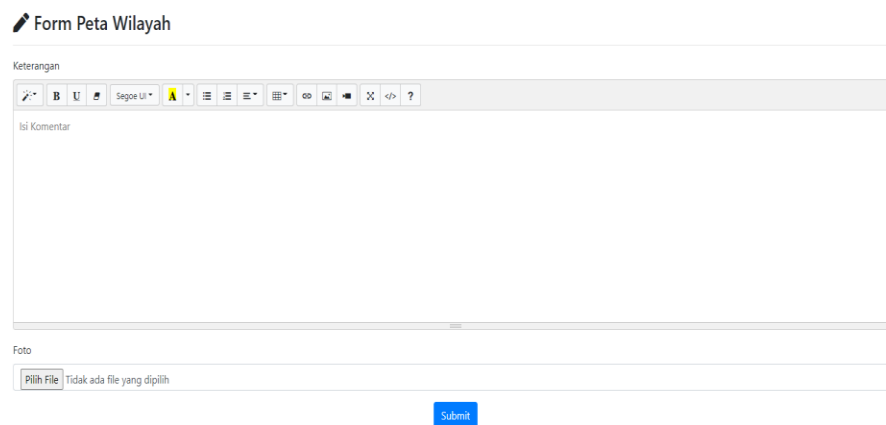 Form Peta Wilayah
Keterangan
B U Segoe UI A </> ?
Isi Komentar
Foto
Pilih File Tidak ada file yang dipilih
Submit